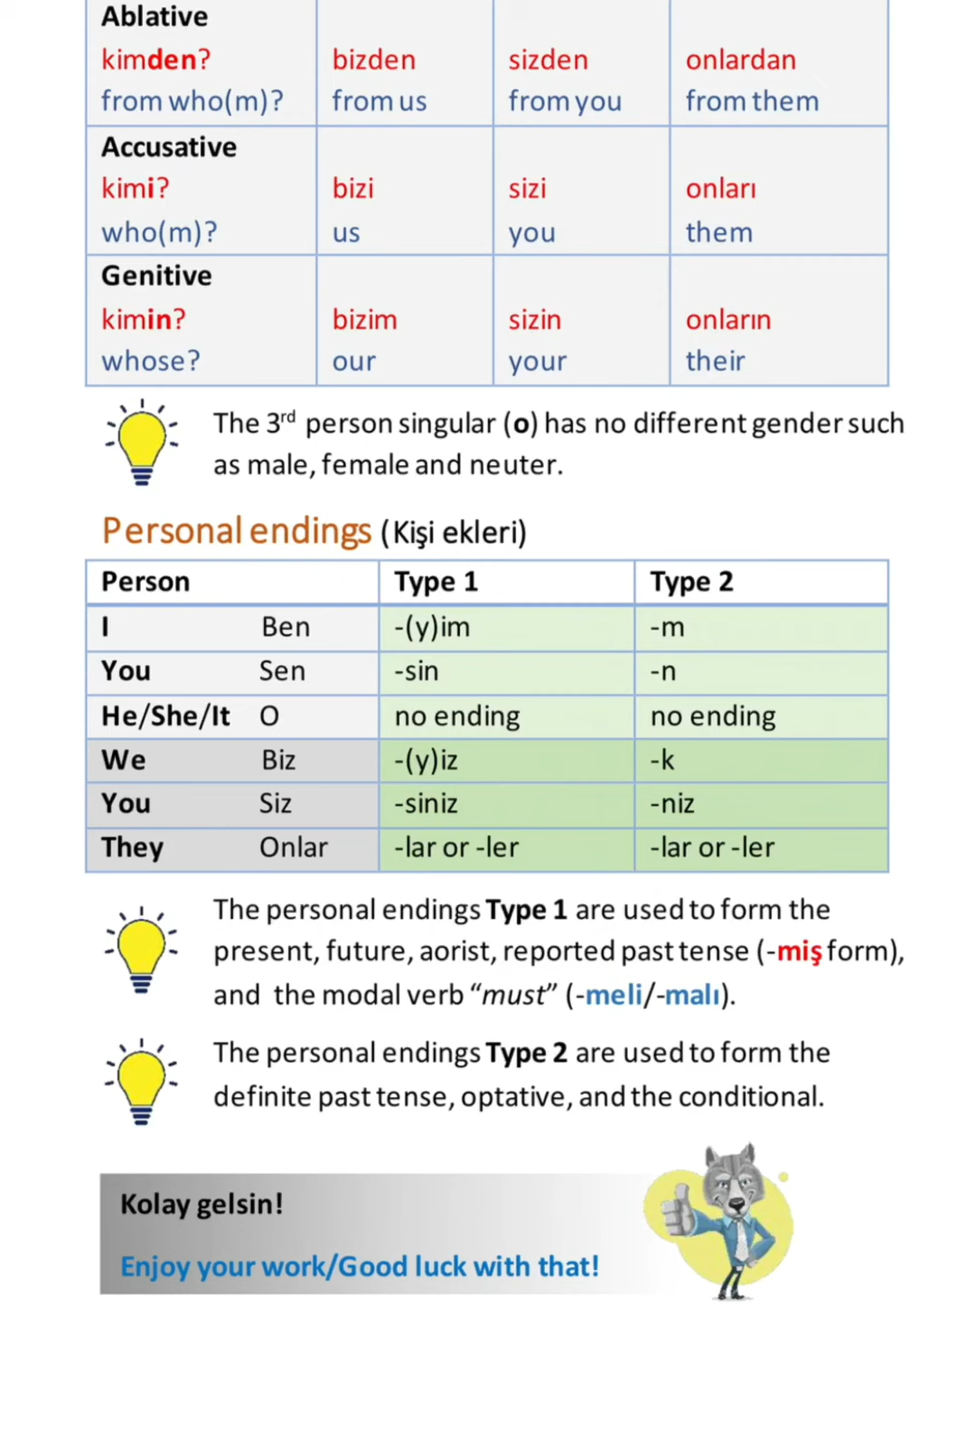 Ablative
kimden? bizden sizden onlardan
from who(m)? from us from you from them
Accusative
kimi? bizi sizi onları
who(m)? us you them
Genitive
kimin? bizim sizin onların
whose? our your their
The 3rd person singular (o) has no different gender such
as male, female and neuter.
Personal endings (Kişi ekleri)
Person Type 1 Type 2
I Ben -(y)im -m
You Sen -sin -n
He/She/It O no ending no ending
We Biz -(y)iz -k
You Siz -siniz -niz
They Onlar -lar or -ler -lar or -ler
The personal endings Type 1 are used to form the
present, future, aorist, reported past tense (-miş form),
and the modal verb “must” (-meli/-malı).
The personal endings Type 2 are used to form the
definite past tense, optative, and the conditional.
Kolay gelsin!
Enjoy your work/Good luck with that!